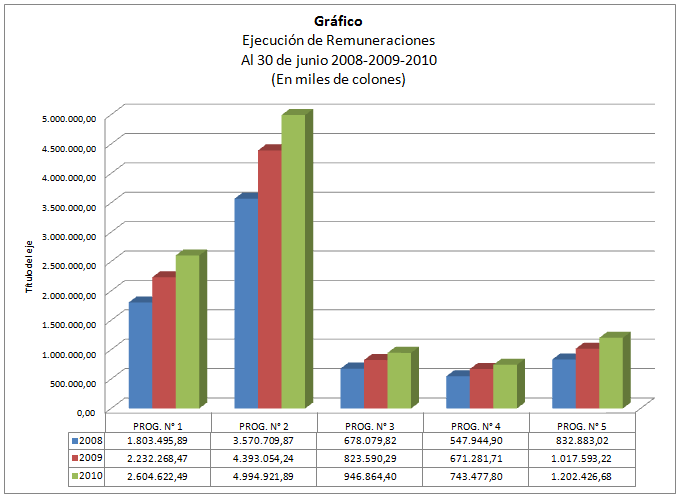 Gráfico
Ejecución de Remuneraciones
Al 30 de junio 2008-2009-2010
(En miles de colones)
5.000.000,00
4.500.000,00
4.000.000,00
3.500.000,00
3.000.000,00
2.500.000,00
2.000.000,00
1.500.000,00
1.000.000,00
500.000,00
0,00
Título del eje
PROG. N° 1 PROG. N° 2 PROG. N° 3 PROG. N° 4 PROG. N° 5
2008 1.803.495,89 3.570.709,87 678.079,82 547.944,90 832.883,02
2009 2.232.268,47 4.393.054,24 823.590,29 671.281,71 1.017.593,22
2010 2.604.622,49 4.994.921,89 946.864,40 743.477,80 1.202.426,68